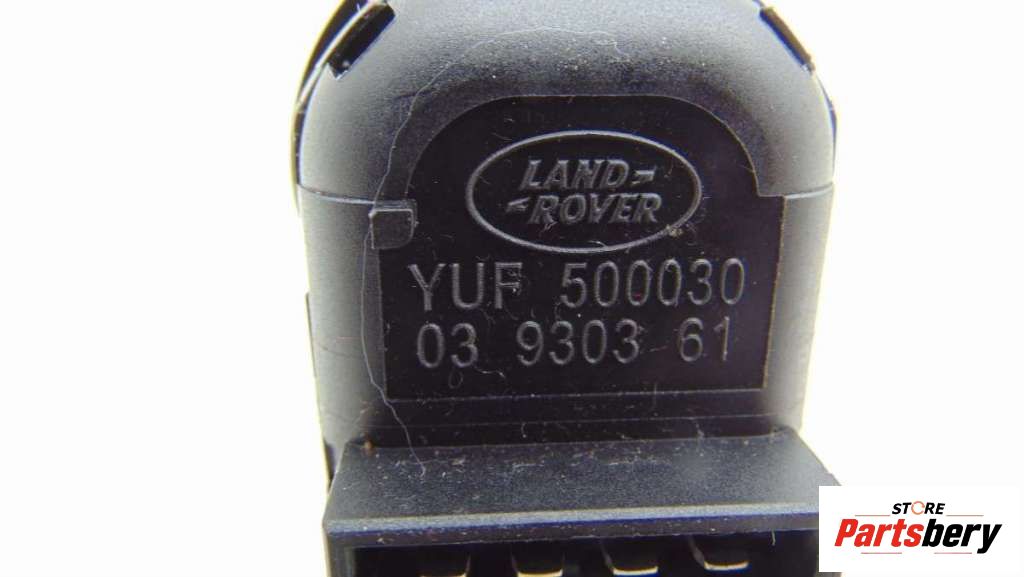 LAND
ROVER
YUF 500030
03 9303 61
STORE
Partsbery